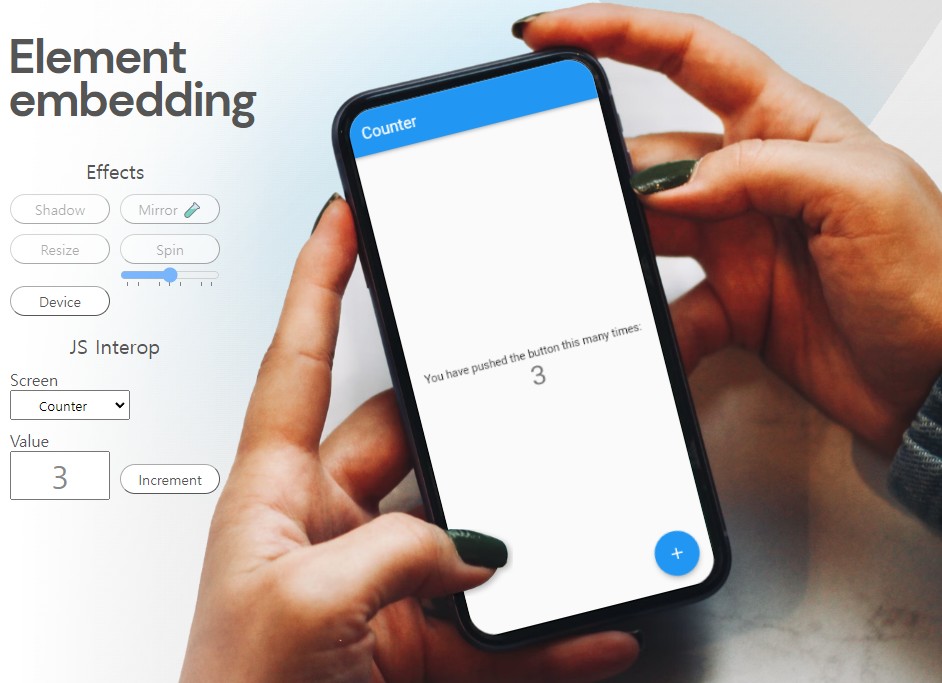 Element
embedding
Effects
Shadow
Mirror
Resize
Spin
Device
JS Interop
Screen
Counter
Value
3
Increment
Counter
You have pushed the button this many times:
3
+